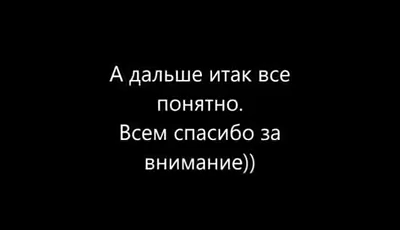 А дальше итак все
понятно.
Всем спасибо за
внимание))